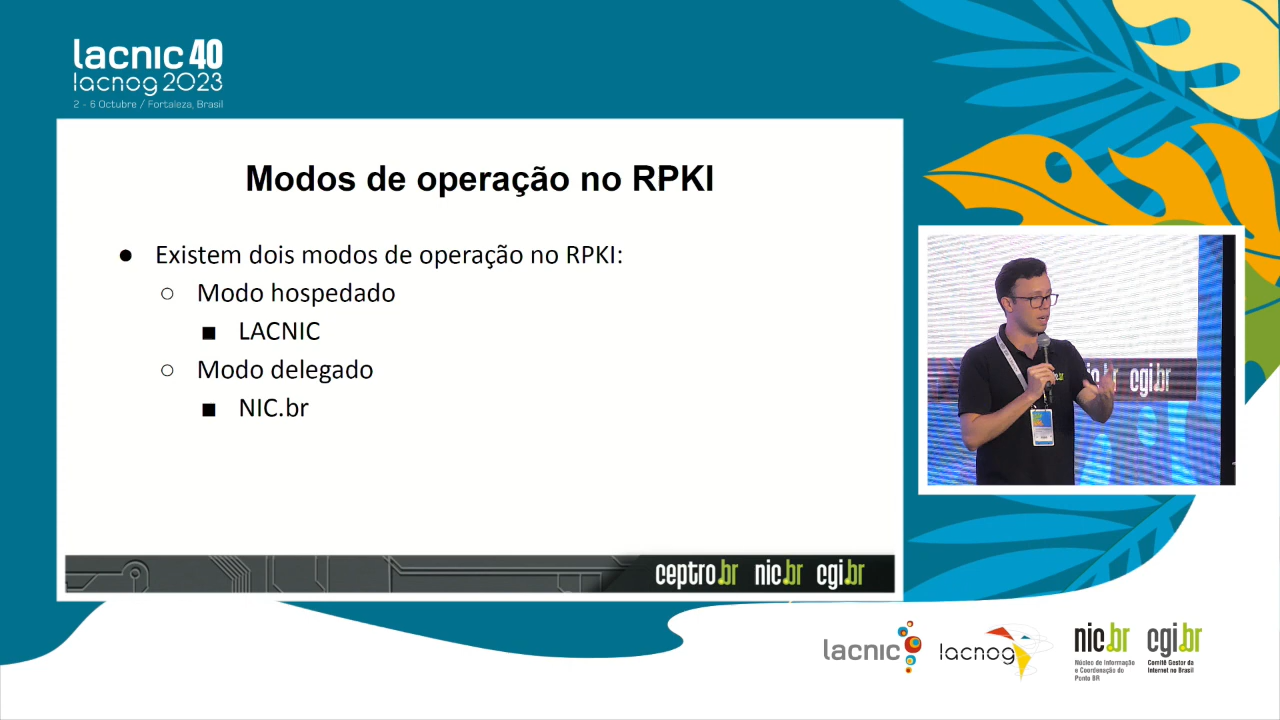 lacnic 40
lacnog 2023
2 - 6 Octubre / Fortaleza, Brasil
Modos de operação no RPKI
● Existem dois modos de operação no RPKI:
○ Modo hospedado
■ LACNIC
○ Modo delegado
■ NIC.br
cgi.br
ceptro.br nic.br cgi.br
lacnic
lacnog
nic.br
Núcleo de Informação
e Coordenação do
Ponto BR
cgi.br
Comitê Gestor da
Internet no Brasil